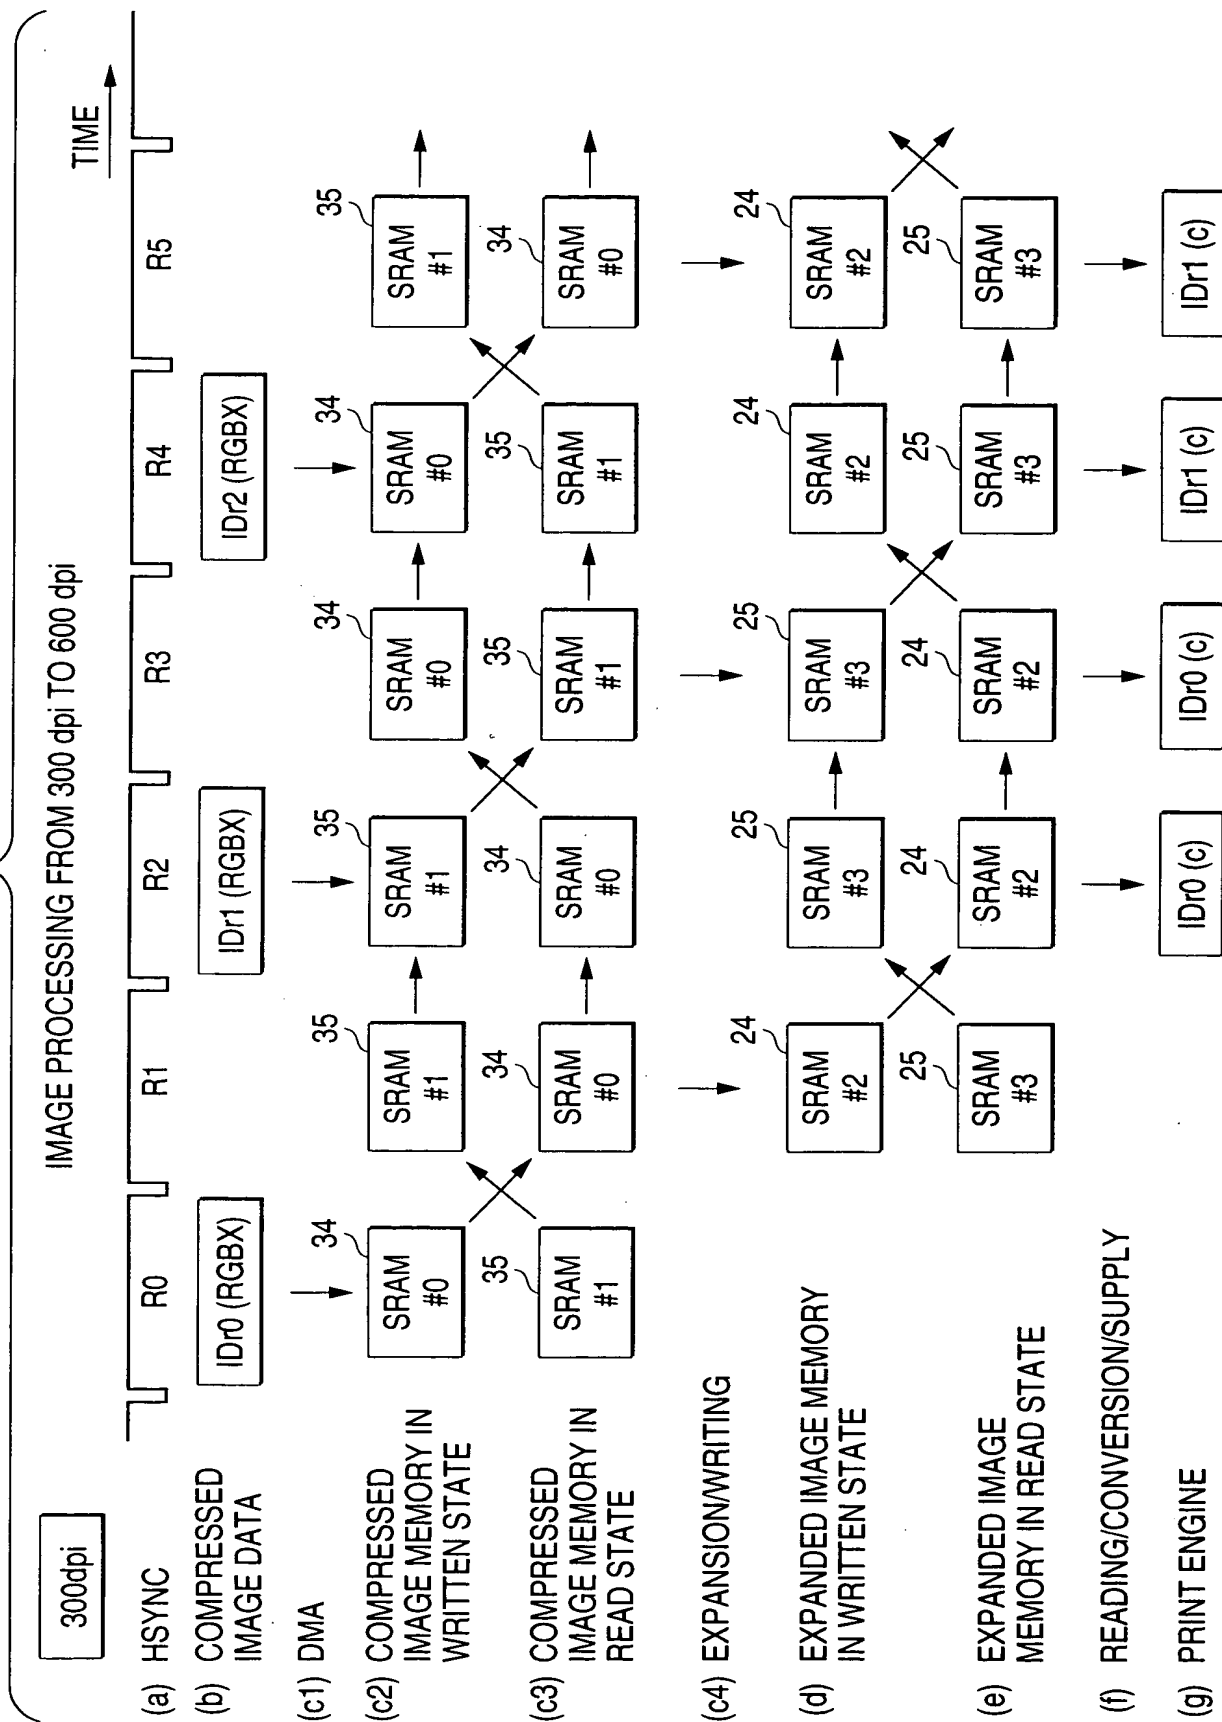 IMAGE PROCESSING FROM 300 dpi TO 600 dpi
300dpi
TIME
(a) HSYNC
R0 R1 R2 R3 R4 R5
(b) COMPRESSED
IMAGE DATA
IDr0 (RGBX) IDr1 (RGBX) IDr2 (RGBX)
(c1) DMA
34 35 35 34 34 35
(c2) COMPRESSED
IMAGE MEMORY IN
WRITTEN STATE
SRAM SRAM SRAM SRAM SRAM SRAM
#0 #1 #1 #0 #0 #1
35 34 34 35 35 34
(c3) COMPRESSED
IMAGE MEMORY IN
READ STATE
SRAM SRAM SRAM SRAM SRAM SRAM
#1 #0 #0 #1 #1 #0
(c4) EXPANSION/WRITING
24 25 25 24 24
(d) EXPANDED IMAGE MEMORY
IN WRITTEN STATE
SRAM SRAM SRAM SRAM SRAM
#2 #3 #3 #2 #2
25 24 24 25 25
(e) EXPANDED IMAGE
MEMORY IN READ STATE
SRAM SRAM SRAM SRAM SRAM
#3 #2 #2 #3 #3
(f) READING/CONVERSION/SUPPLY
(g) PRINT ENGINE
IDr0 (c) IDr0 (c) IDr1 (c) IDr1 (c)